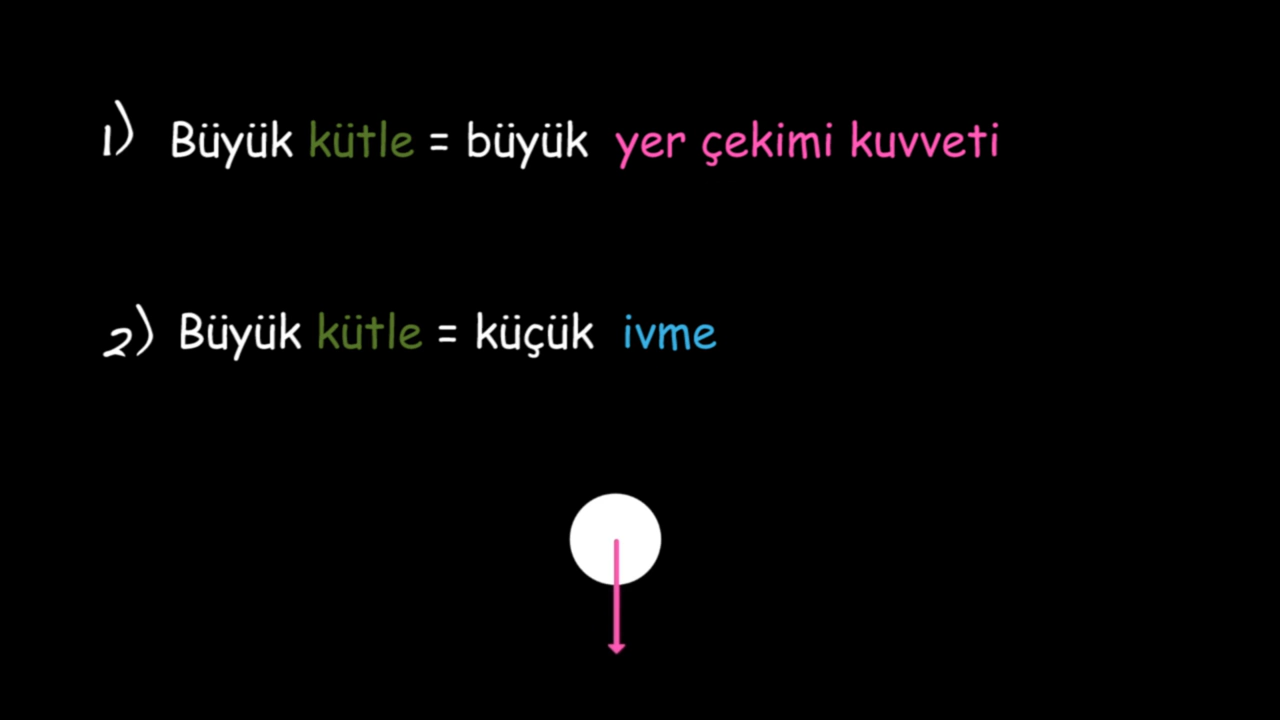 1) Büyük kütle = büyük yer çekimi kuvveti
2) Büyük kütle = küçük ivme